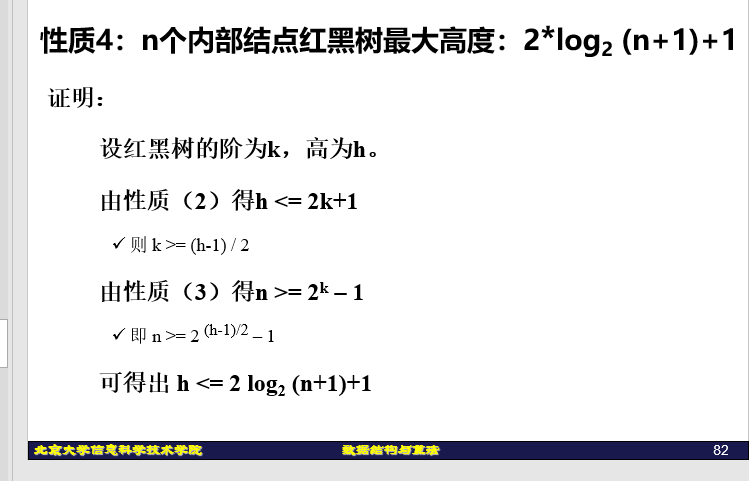 性质4：n个内部结点红黑树最大高度：2*log₂ (n+1)+1
证明：
设红黑树的阶为k，高为h。
由性质（2）得h <= 2k+1
✓ 则 k >= (h-1) / 2
由性质（3）得n >= 2ᵏ – 1
✓ 即 n >= 2 ⁽ʰ⁻¹⁾ᐟ² – 1
可得出 h <= 2 log₂ (n+1)+1
北京大学信息科学技术学院
数据结构与算法
82